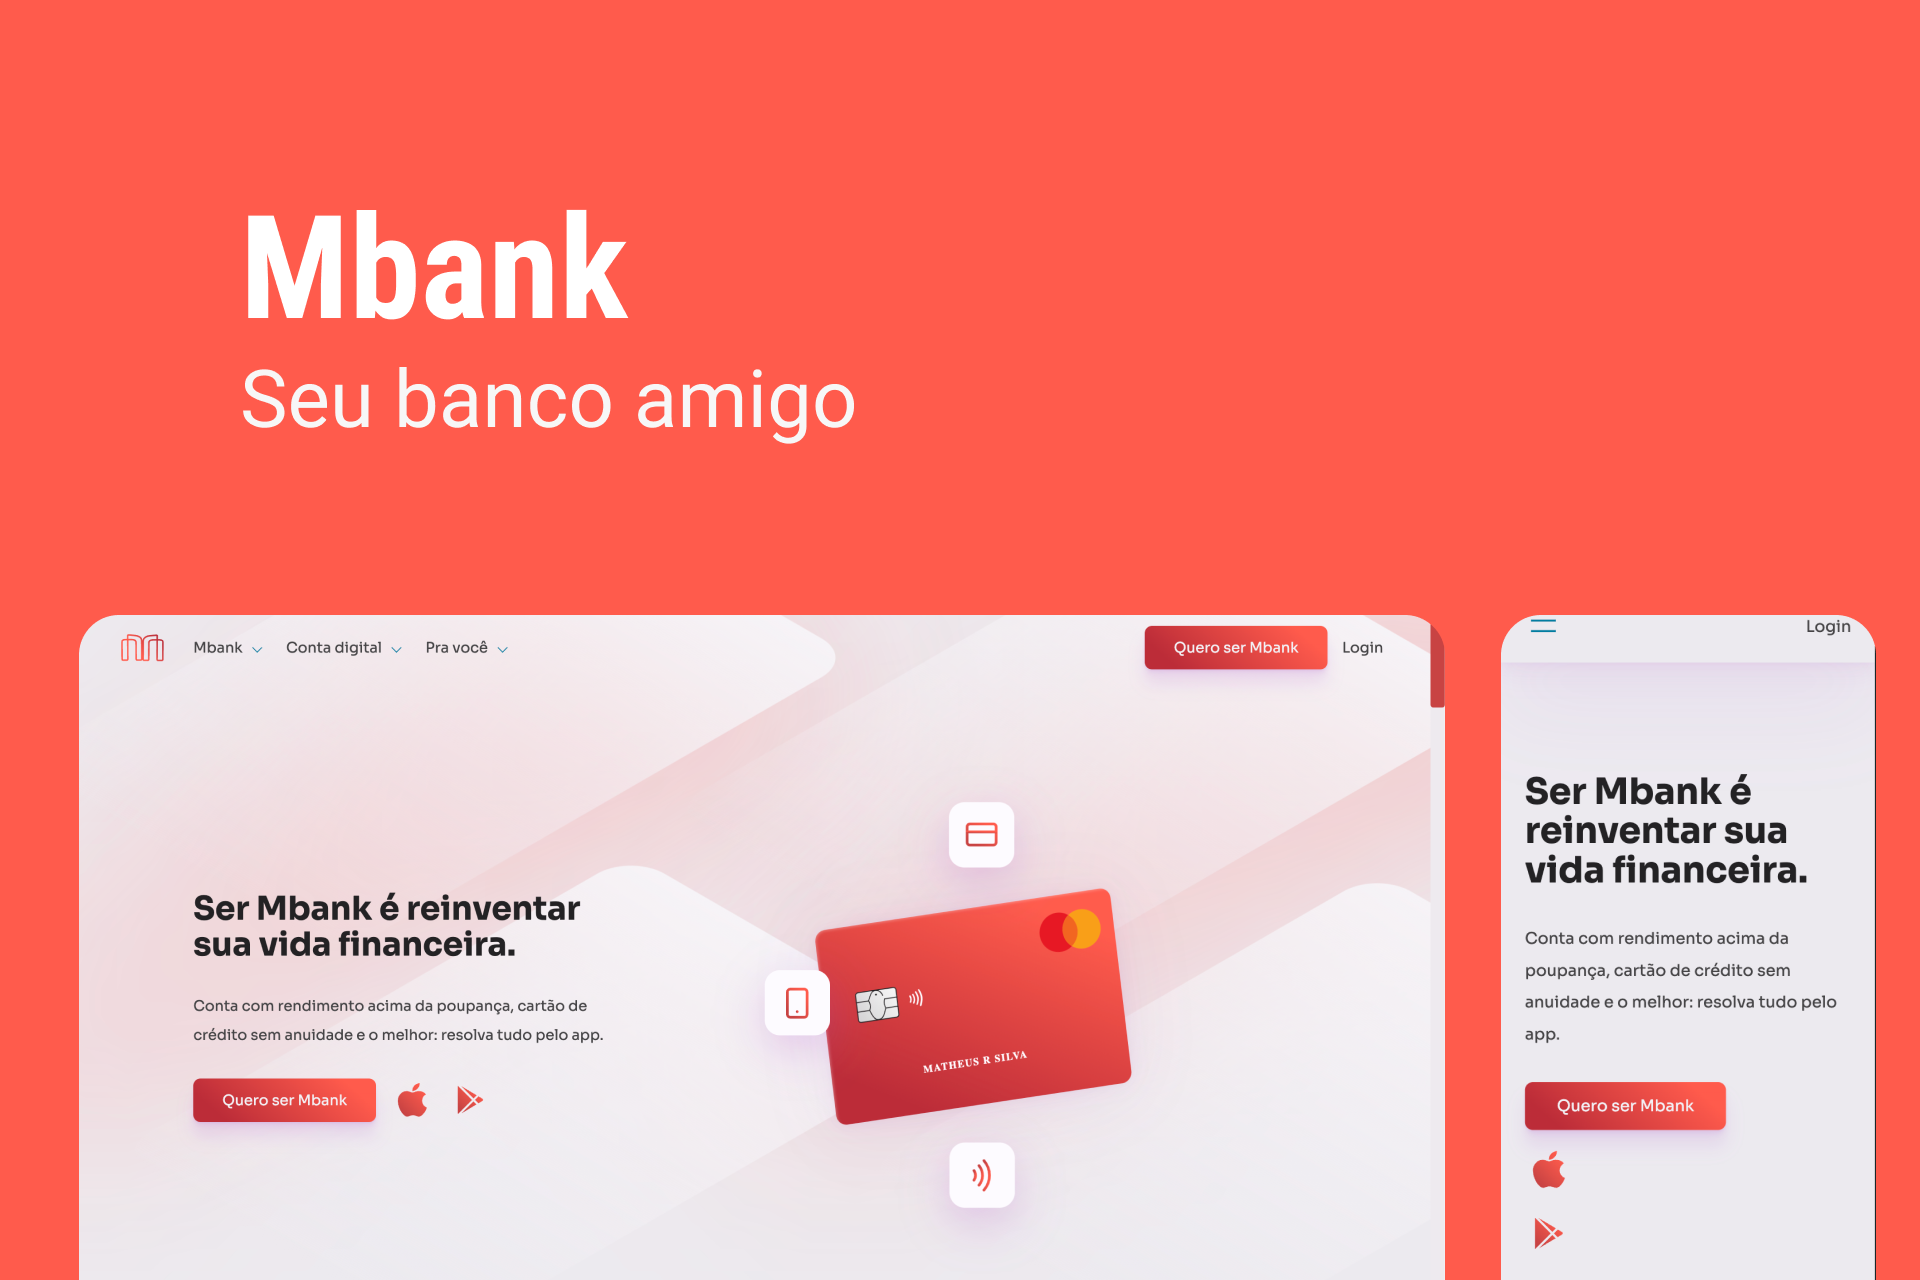 Mbank
Seu banco amigo
Mbank
Conta digital
Pra você
Quero ser Mbank
Login
Ser Mbank é reinventar
sua vida financeira.
Conta com rendimento acima da poupança, cartão de
crédito sem anuidade e o melhor: resolva tudo pelo app.
Quero ser Mbank
MATHEUS R SILVA
Login
Ser Mbank é
reinventar sua
vida financeira.
Conta com rendimento acima da
poupança, cartão de crédito sem
anuidade e o melhor: resolva tudo pelo
app.
Quero ser Mbank